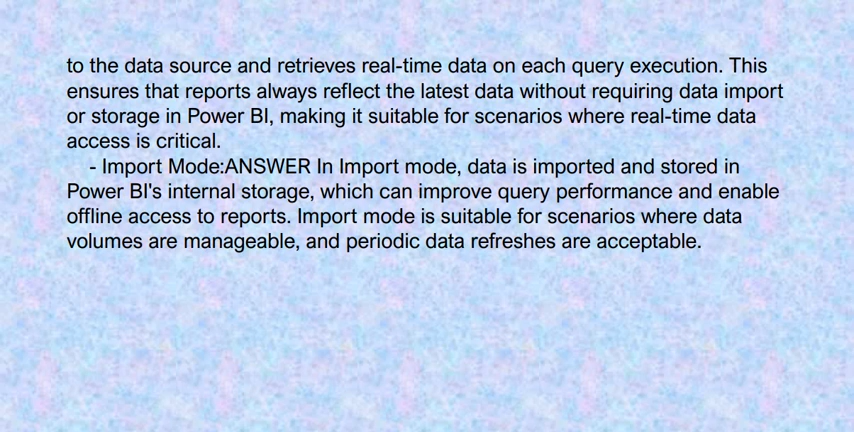 to the data source and retrieves real-time data on each query execution. This
ensures that reports always reflect the latest data without requiring data import
or storage in Power BI, making it suitable for scenarios where real-time data
access is critical.
- Import Mode:ANSWER In Import mode, data is imported and stored in
Power BI's internal storage, which can improve query performance and enable
offline access to reports. Import mode is suitable for scenarios where data
volumes are manageable, and periodic data refreshes are acceptable.